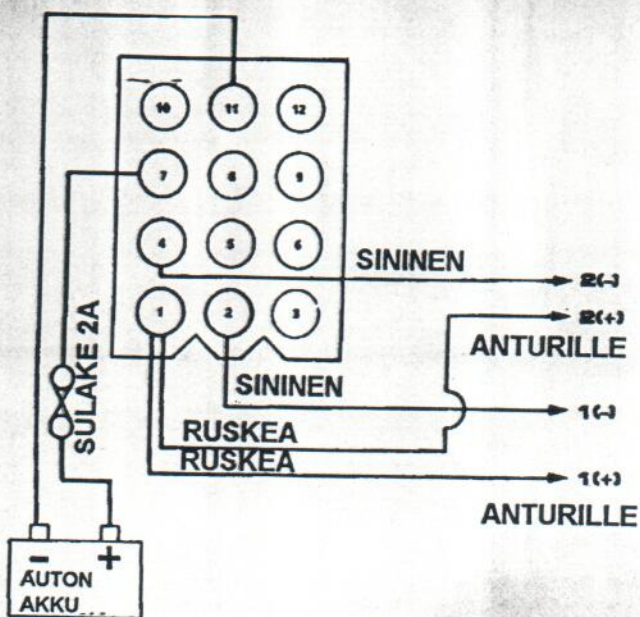 10 11 12
7 8 9
4 5 6
SININEN 2(-)
1 2 3 2(+)
ANTURILLE
SININEN
1(-)
RUSKEA
RUSKEA
1(+)
ANTURILLE
SULAKE 2A
- +
AUTON
AKKU